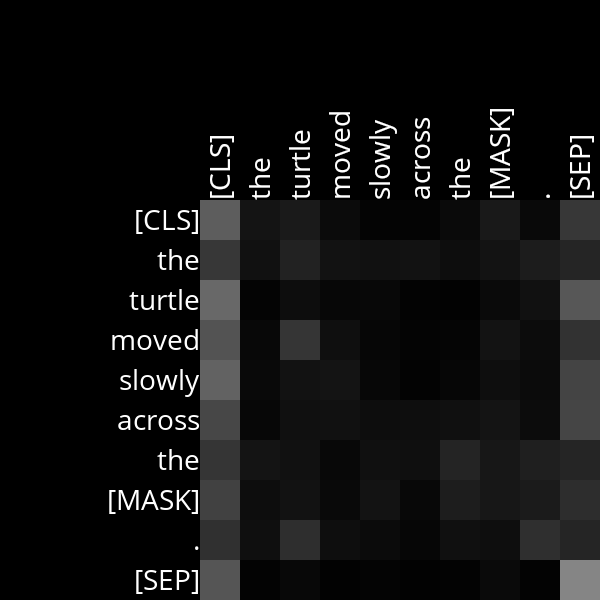 [CLS] the turtle moved slowly across the [MASK] . [SEP]
[CLS]
the
turtle
moved
slowly
across
the
[MASK]
.
[SEP]